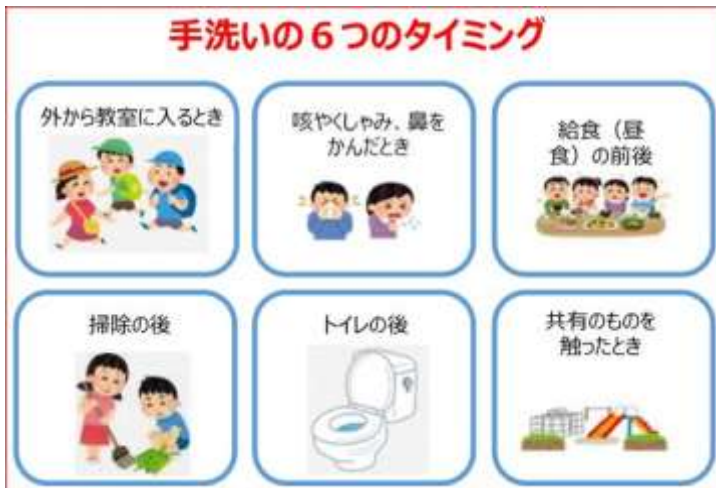 手洗いの６つのタイミング
外から教室に入るとき
咳やくしゃみ、鼻を
かんだとき
給食（昼
食）の前後
掃除の後
トイレの後
共有のものを
触ったとき